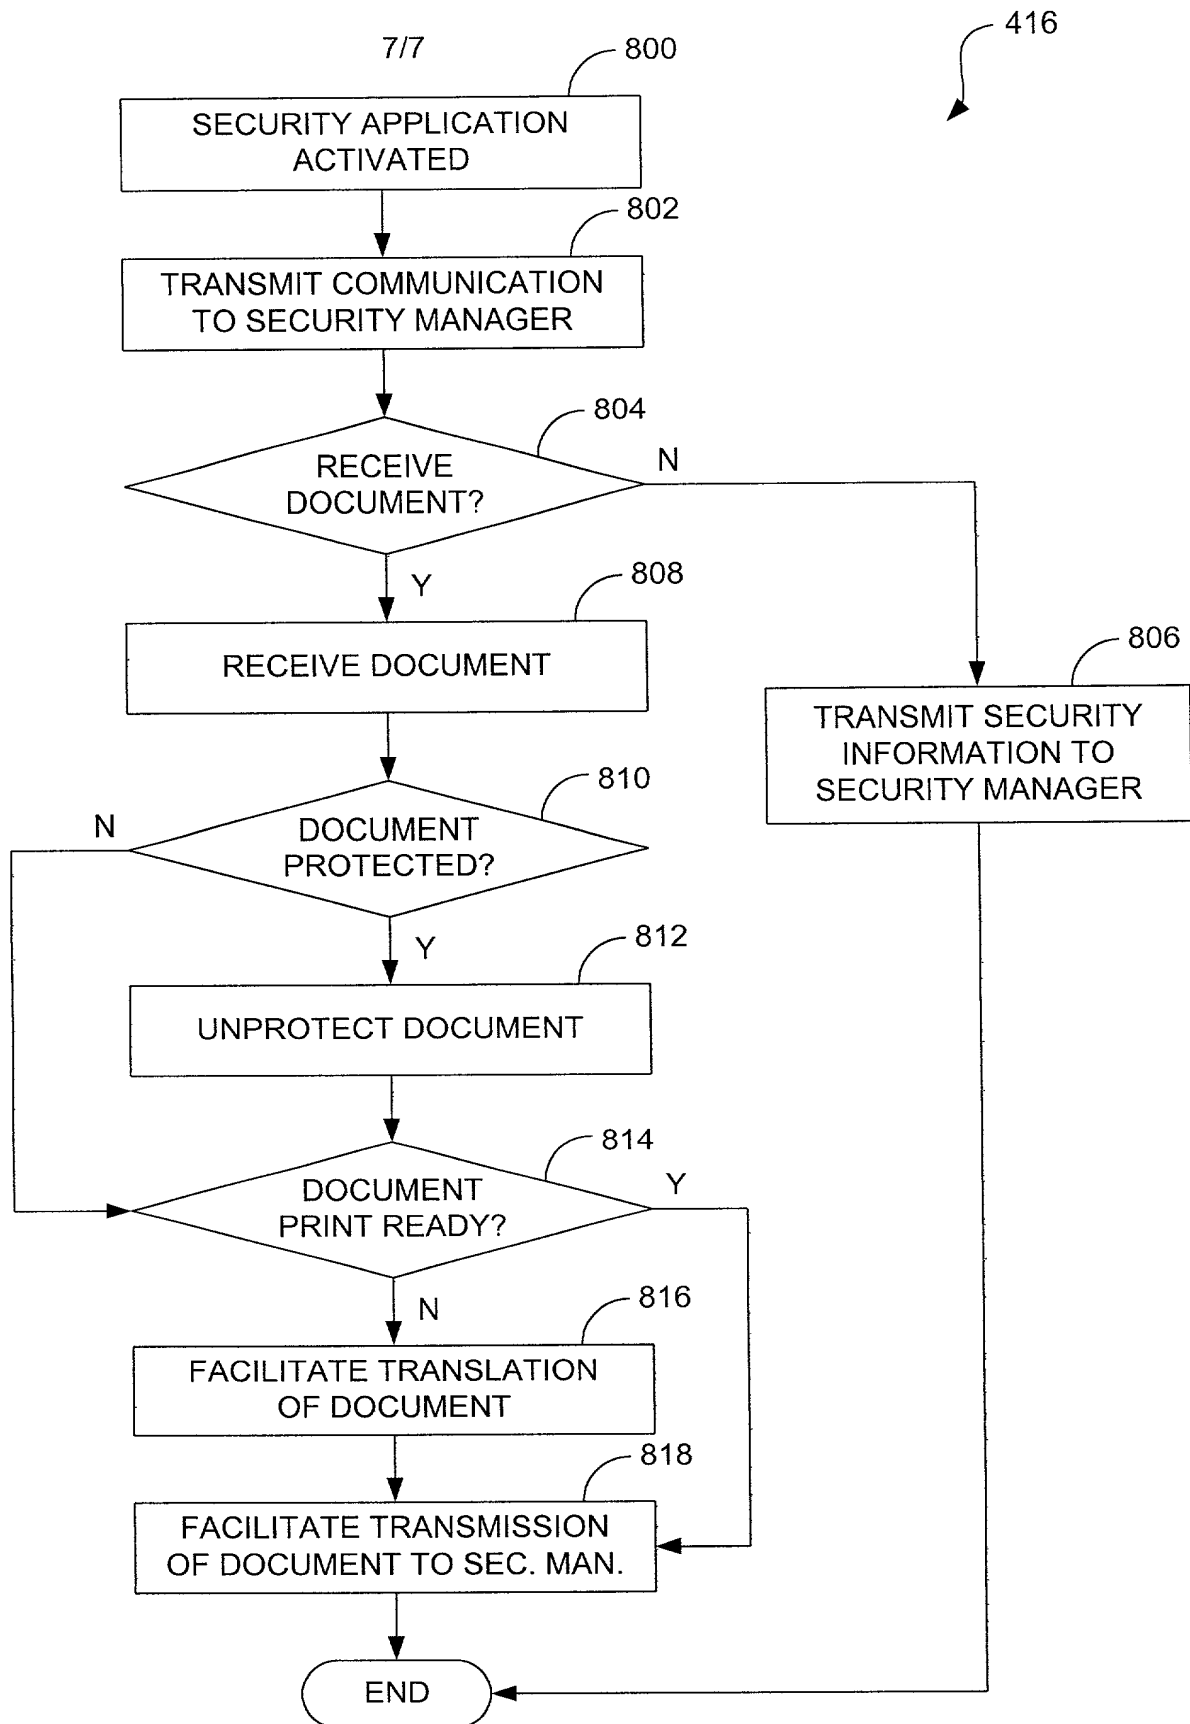 7/7
416
800
SECURITY APPLICATION
ACTIVATED
802
TRANSMIT COMMUNICATION
TO SECURITY MANAGER
804
RECEIVE
DOCUMENT?
N
Y
808
RECEIVE DOCUMENT
806
TRANSMIT SECURITY
INFORMATION TO
SECURITY MANAGER
810
DOCUMENT
PROTECTED?
N
Y
812
UNPROTECT DOCUMENT
814
DOCUMENT
PRINT READY?
Y
N
816
FACILITATE TRANSLATION
OF DOCUMENT
818
FACILITATE TRANSMISSION
OF DOCUMENT TO SEC. MAN.
END